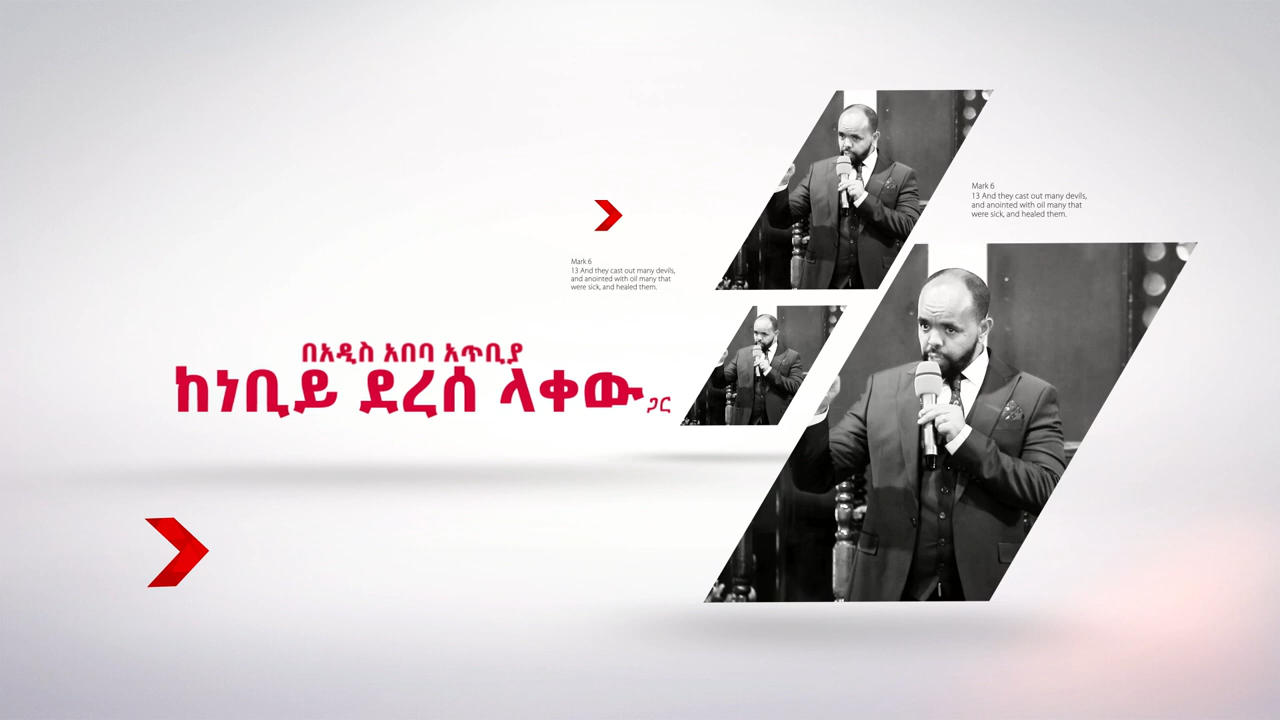 በአዲስ አበባ አጥቢያ
ከነቢይ ደረሰ ላቀው ጋር
Mark 6
13 And they cast out many devils,
and anointed with oil many that
were sick, and healed them.
Mark 6
13 And they cast out many devils,
and anointed with oil many that
were sick, and healed them.